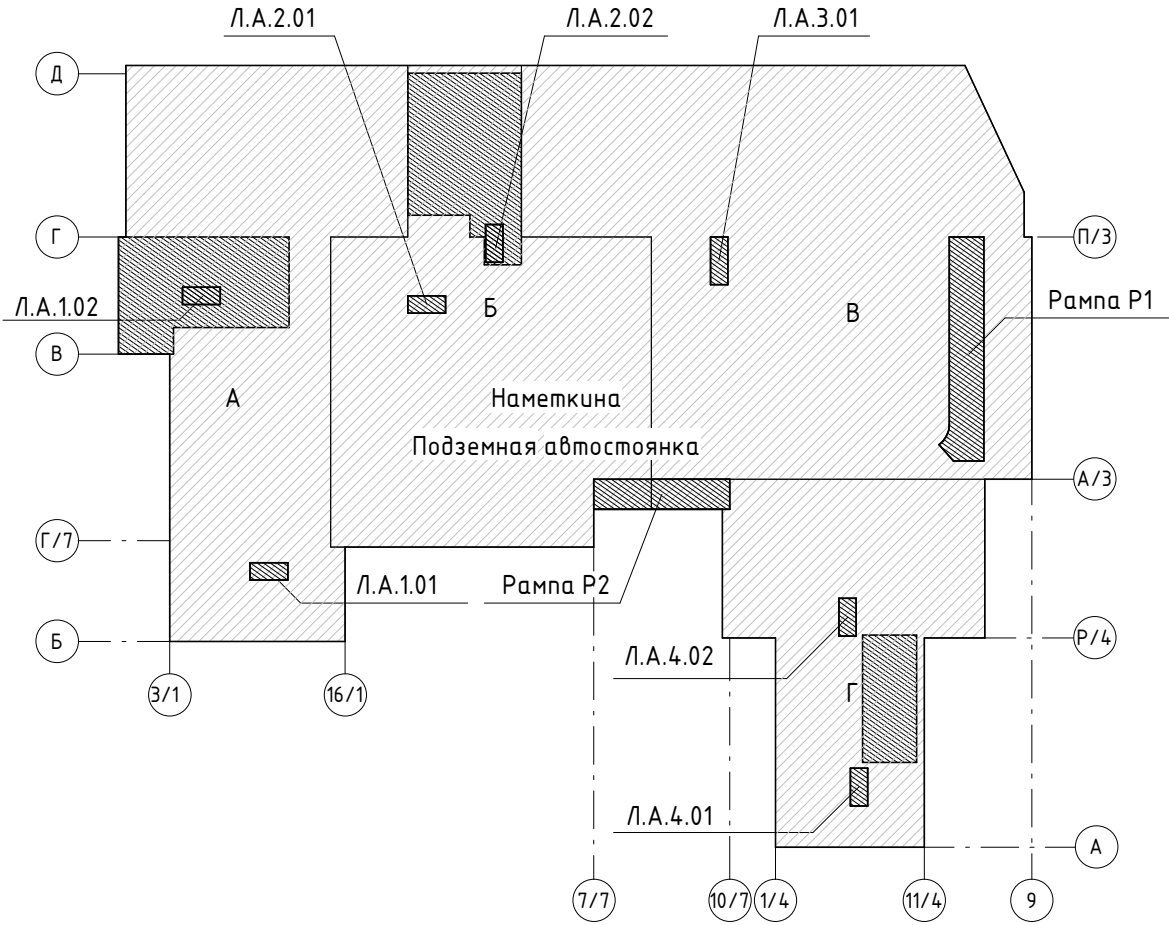 Л.А.2.01
Л.А.2.02
Л.А.3.01
Д
Г
П/3
Л.А.1.02
Б
В
Рампа Р1
В
А
Наметкина
Подземная автостоянка
А/3
Г/7
Л.А.1.01
Рампа Р2
Б
Р/4
Л.А.4.02
3/1
16/1
Г
Л.А.4.01
А
7/7
10/7
1/4
11/4
9